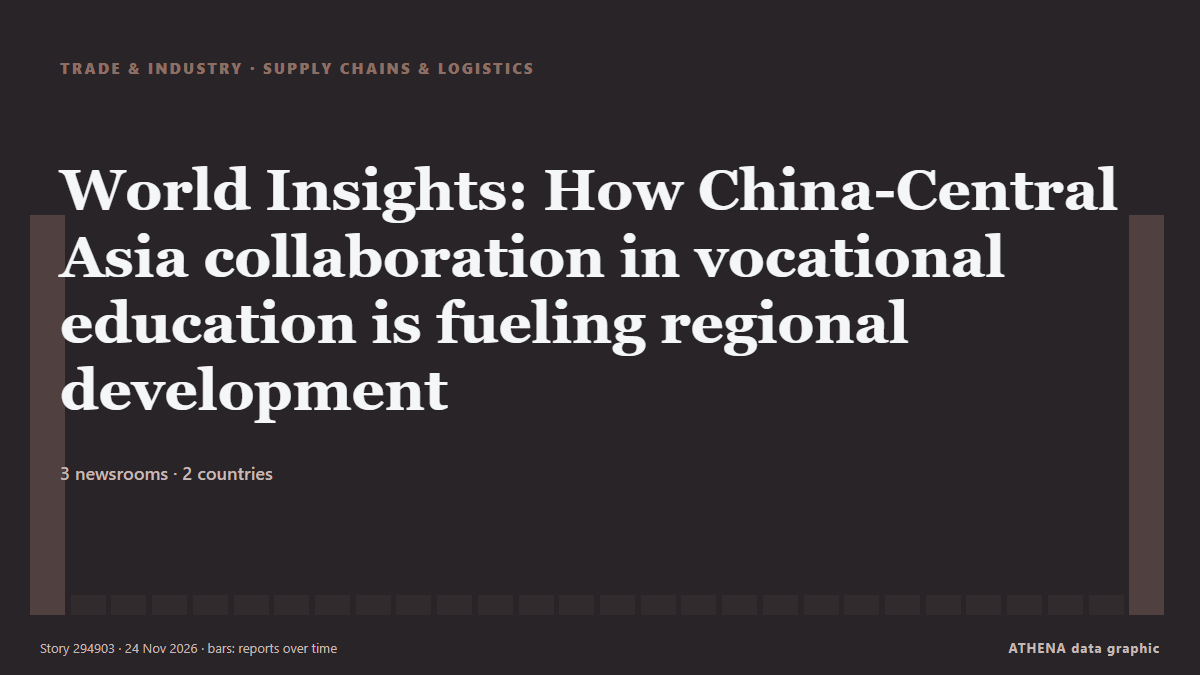 TRADE & INDUSTRY · SUPPLY CHAINS & LOGISTICS
World Insights: How China-Central
Asia collaboration in vocational
education is fueling regional
development
3 newsrooms · 2 countries
Story 294903 · 24 Nov 2026 · bars: reports over time
ATHENA data graphic